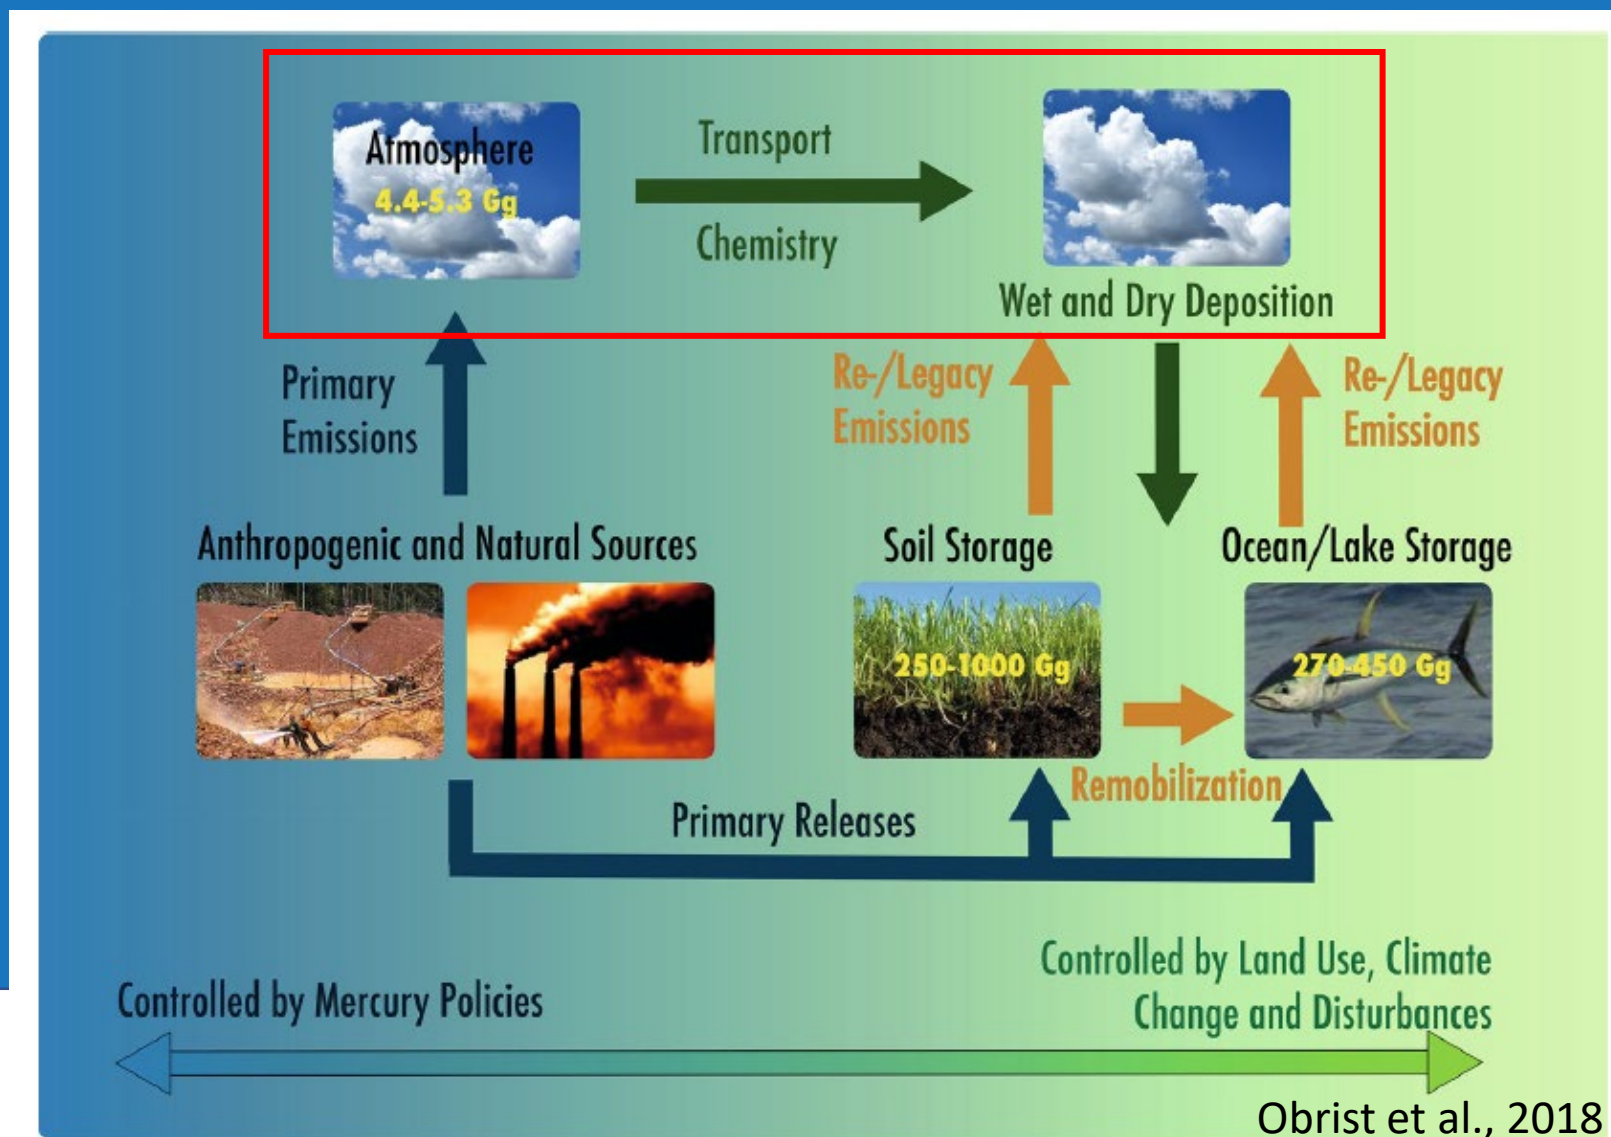 Atmosphere
4.4-5.3 Gg
Transport
Chemistry
Wet and Dry Deposition
Primary
Emissions
Re-/Legacy
Emissions
Re-/Legacy
Emissions
Anthropogenic and Natural Sources
Soil Storage
Ocean/Lake Storage
250-1000 Gg
270-450 Gg
Remobilization
Primary Releases
Controlled by Mercury Policies
Controlled by Land Use, Climate
Change and Disturbances
Obrist et al., 2018